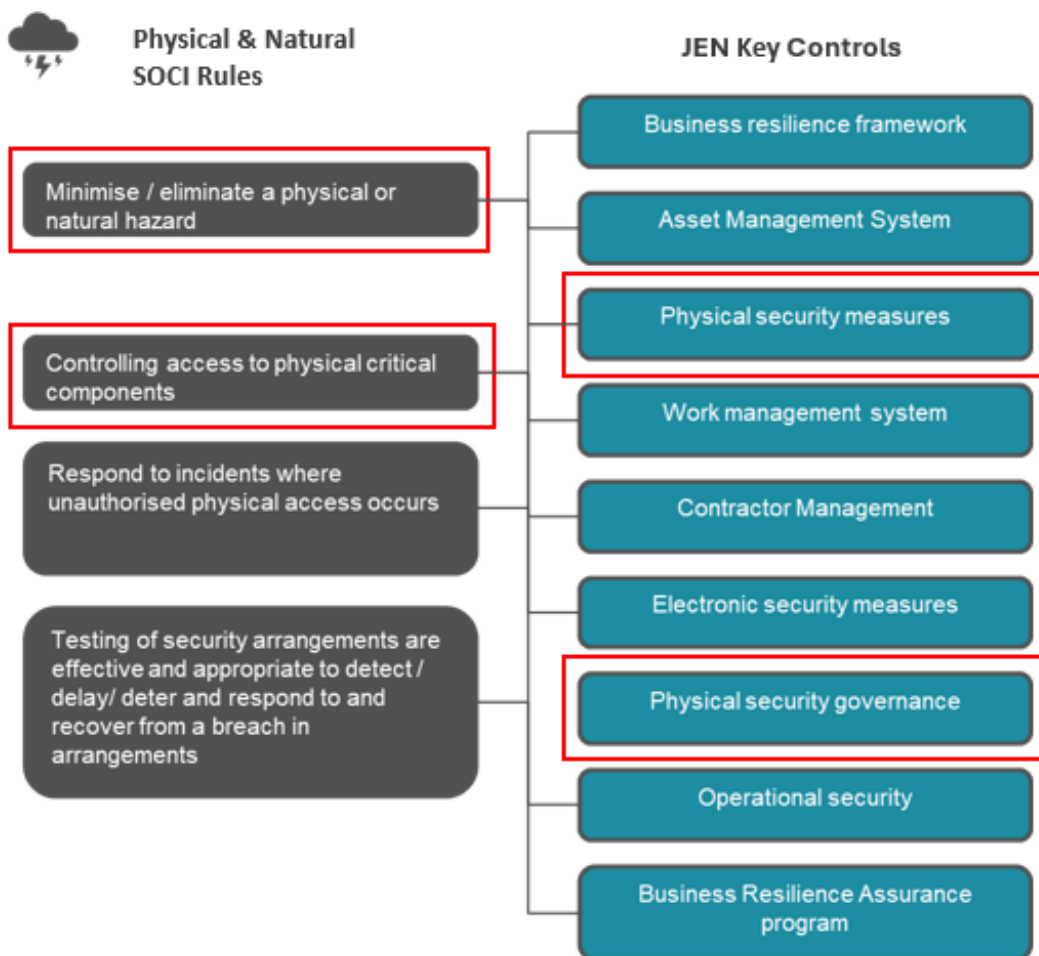 Physical & Natural
SOCI Rules
JEN Key Controls
Minimise / eliminate a physical or
natural hazard
Controlling access to physical critical
components
Respond to incidents where
unauthorised physical access occurs
Testing of security arrangements are
effective and appropriate to detect /
delay/ deter and respond to and
recover from a breach in
arrangements
Business resilience framework
Asset Management System
Physical security measures
Work management system
Contractor Management
Electronic security measures
Physical security governance
Operational security
Business Resilience Assurance
program